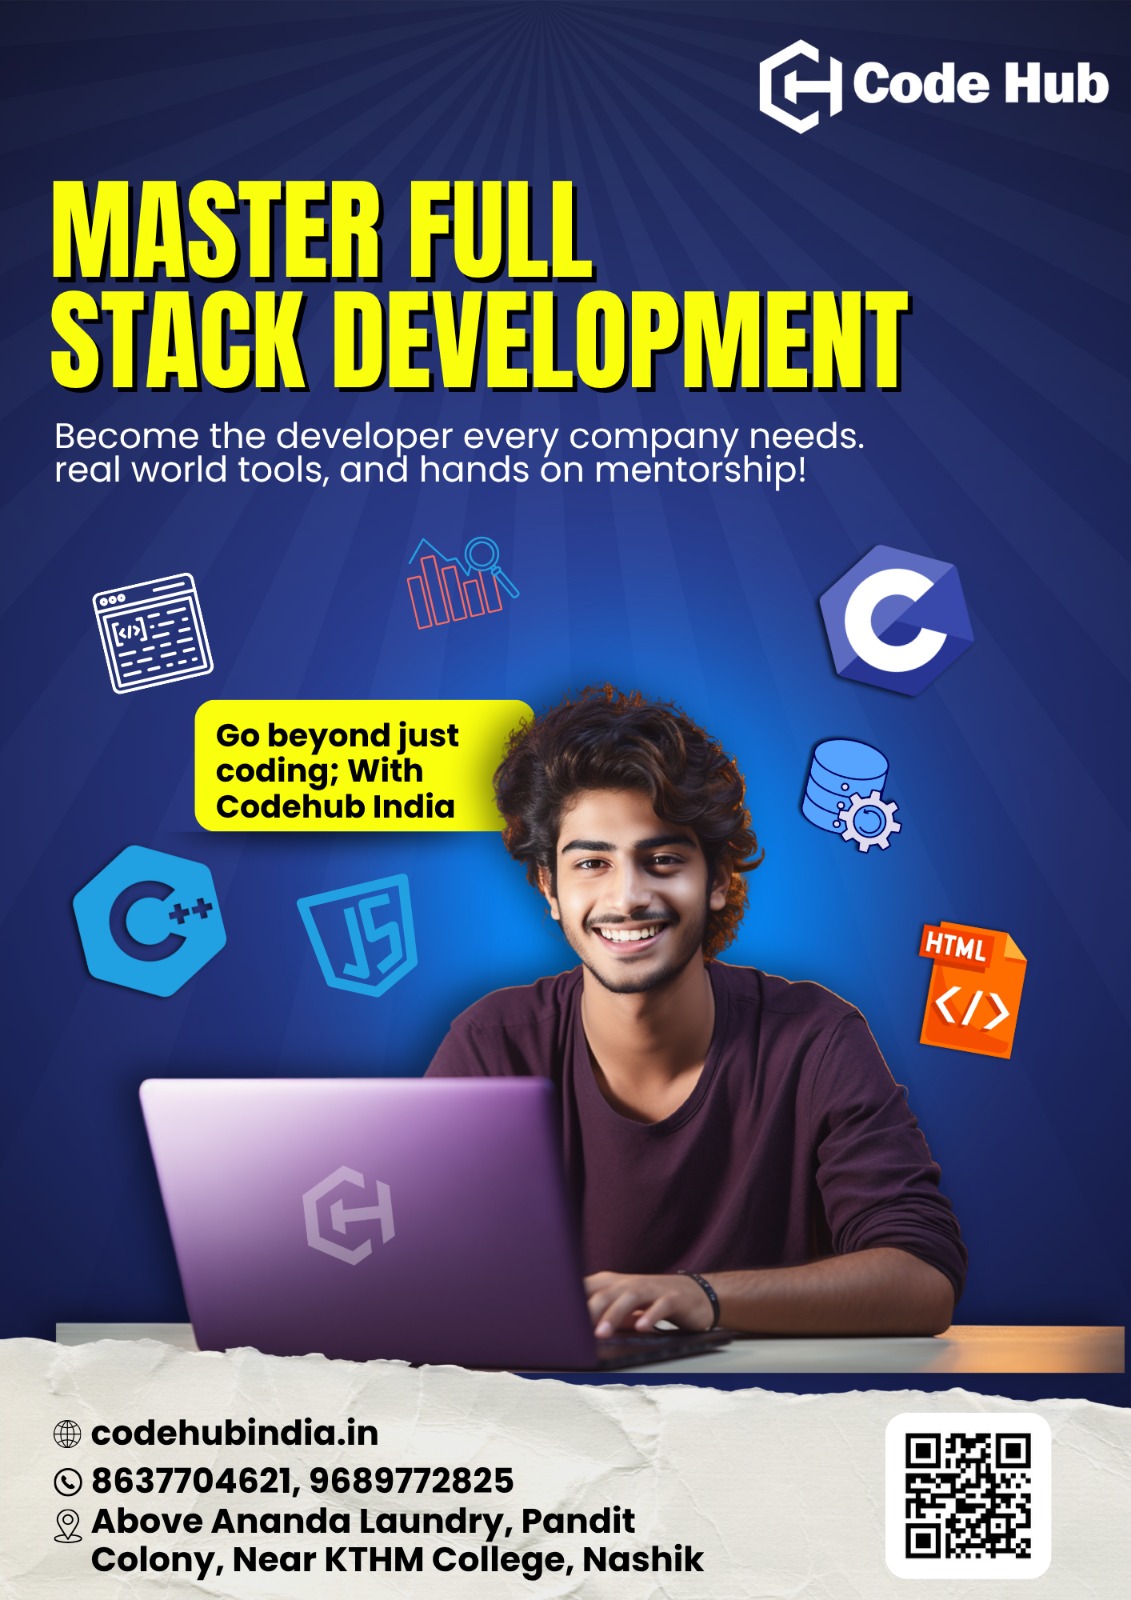 Code Hub
MASTER FULL
STACK DEVELOPMENT
Become the developer every company needs.
real world tools, and hands on mentorship!
</>
C
Go beyond just
coding; With
Codehub India
C++
JS
HTML
</>
codehubindia.in
8637704621, 9689772825
Above Ananda Laundry, Pandit
Colony, Near KTHM College, Nashik